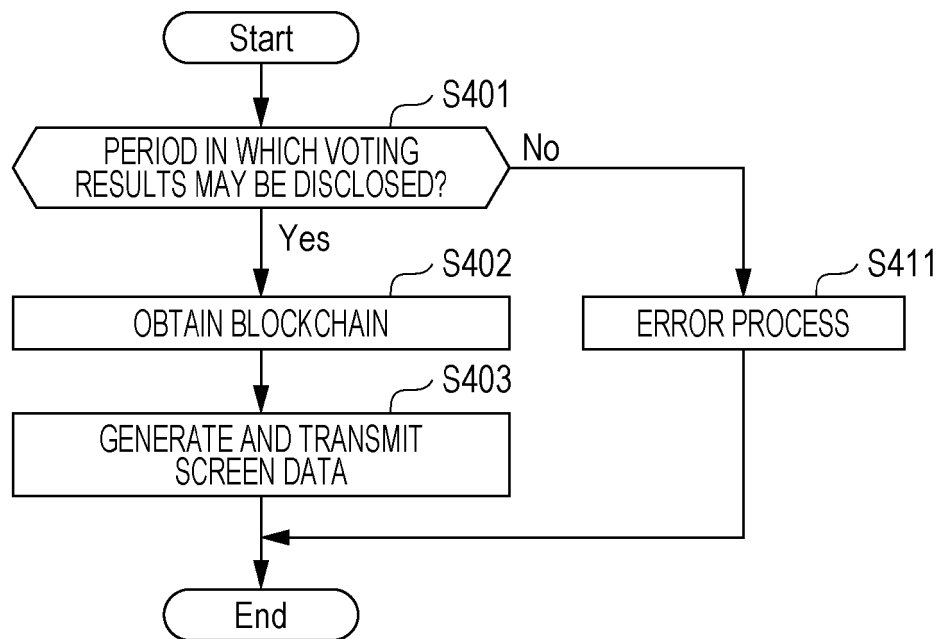 Start
S401
PERIOD IN WHICH VOTING
RESULTS MAY BE DISCLOSED?
No
Yes
S402
OBTAIN BLOCKCHAIN
S411
ERROR PROCESS
S403
GENERATE AND TRANSMIT
SCREEN DATA
End